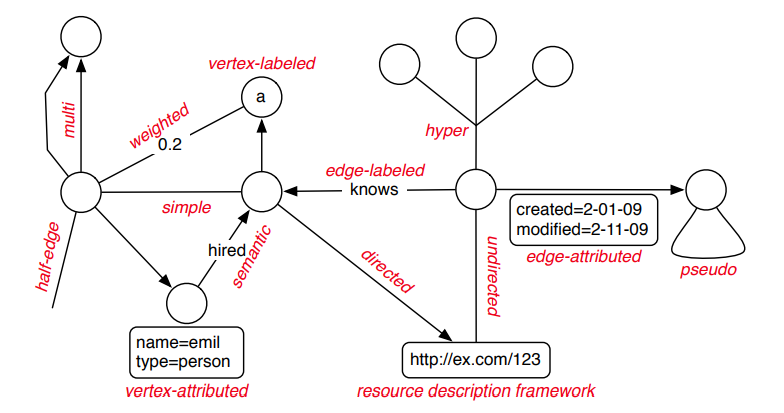 vertex-labeled
a
multi
weighted
0.2
hyper
edge-labeled
knows
simple
created=2-01-09
modified=2-11-09
edge-attributed
pseudo
half-edge
hired
semantic
directed
undirected
name=emil
type=person
vertex-attributed
http://ex.com/123
resource description framework